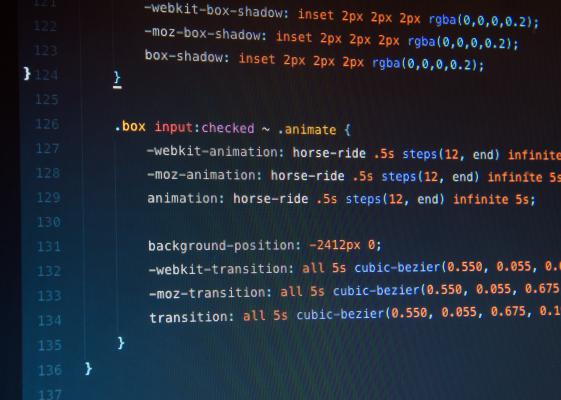 121
-webkit-box-shadow: inset 2px 2px 2px rgba(0,0,0,0.2);
122 -moz-box-shadow: inset 2px 2px 2px rgba(0,0,0,0.2);
123 box-shadow: inset 2px 2px 2px rgba(0,0,0,0.2);
}124 }
125
126 .box input:checked ~ .animate {
127 -webkit-animation: horse-ride .5s steps(12, end) infinite
128 -moz-animation: horse-ride .5s steps(12, end) infinite 5s
129 animation: horse-ride .5s steps(12, end) infinite 5s;
130
131 background-position: -2412px 0;
132 -webkit-transition: all 5s cubic-bezier(0.550, 0.055, 0.
133 -moz-transition: all 5s cubic-bezier(0.550, 0.055, 0.675
134 transition: all 5s cubic-bezier(0.550, 0.055, 0.675, 0.1
135 }
136 }
137